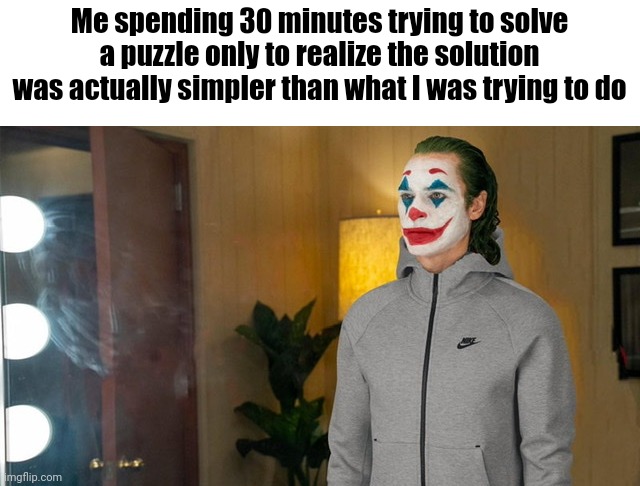 Me spending 30 minutes trying to solve
a puzzle only to realize the solution
was actually simpler than what I was trying to do
NIKE
imgflip.com